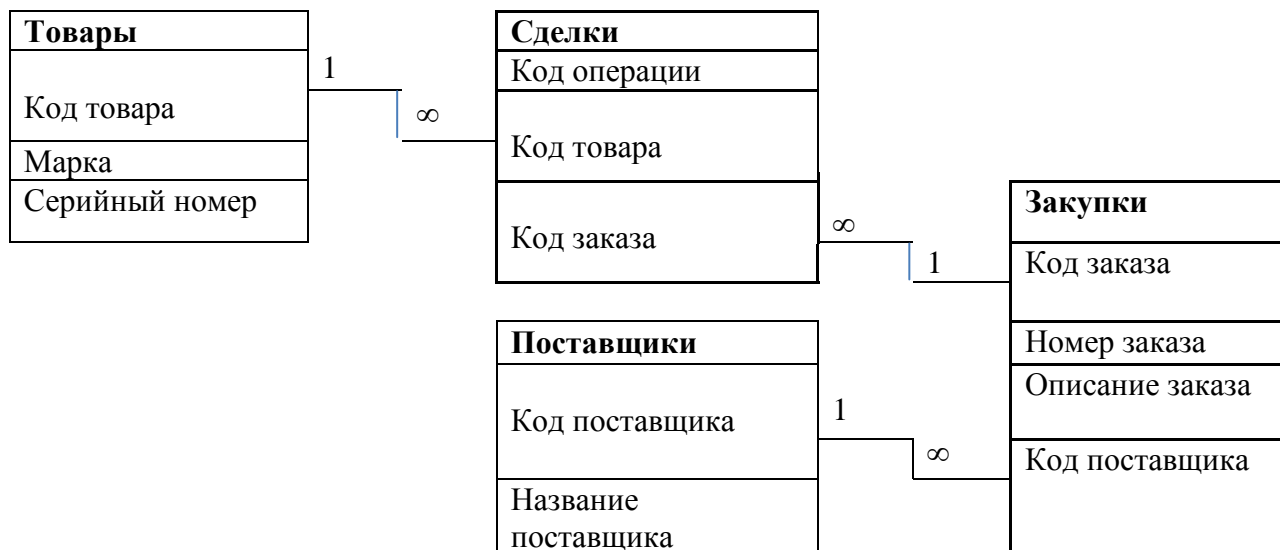 Товары
Код товара
Марка
Серийный номер
1
∞
Сделки
Код операции
Код товара
Код заказа
∞
1
Закупки
Код заказа
Номер заказа
Описание заказа
Код поставщика
Поставщики
Код поставщика
Название
поставщика
1
∞